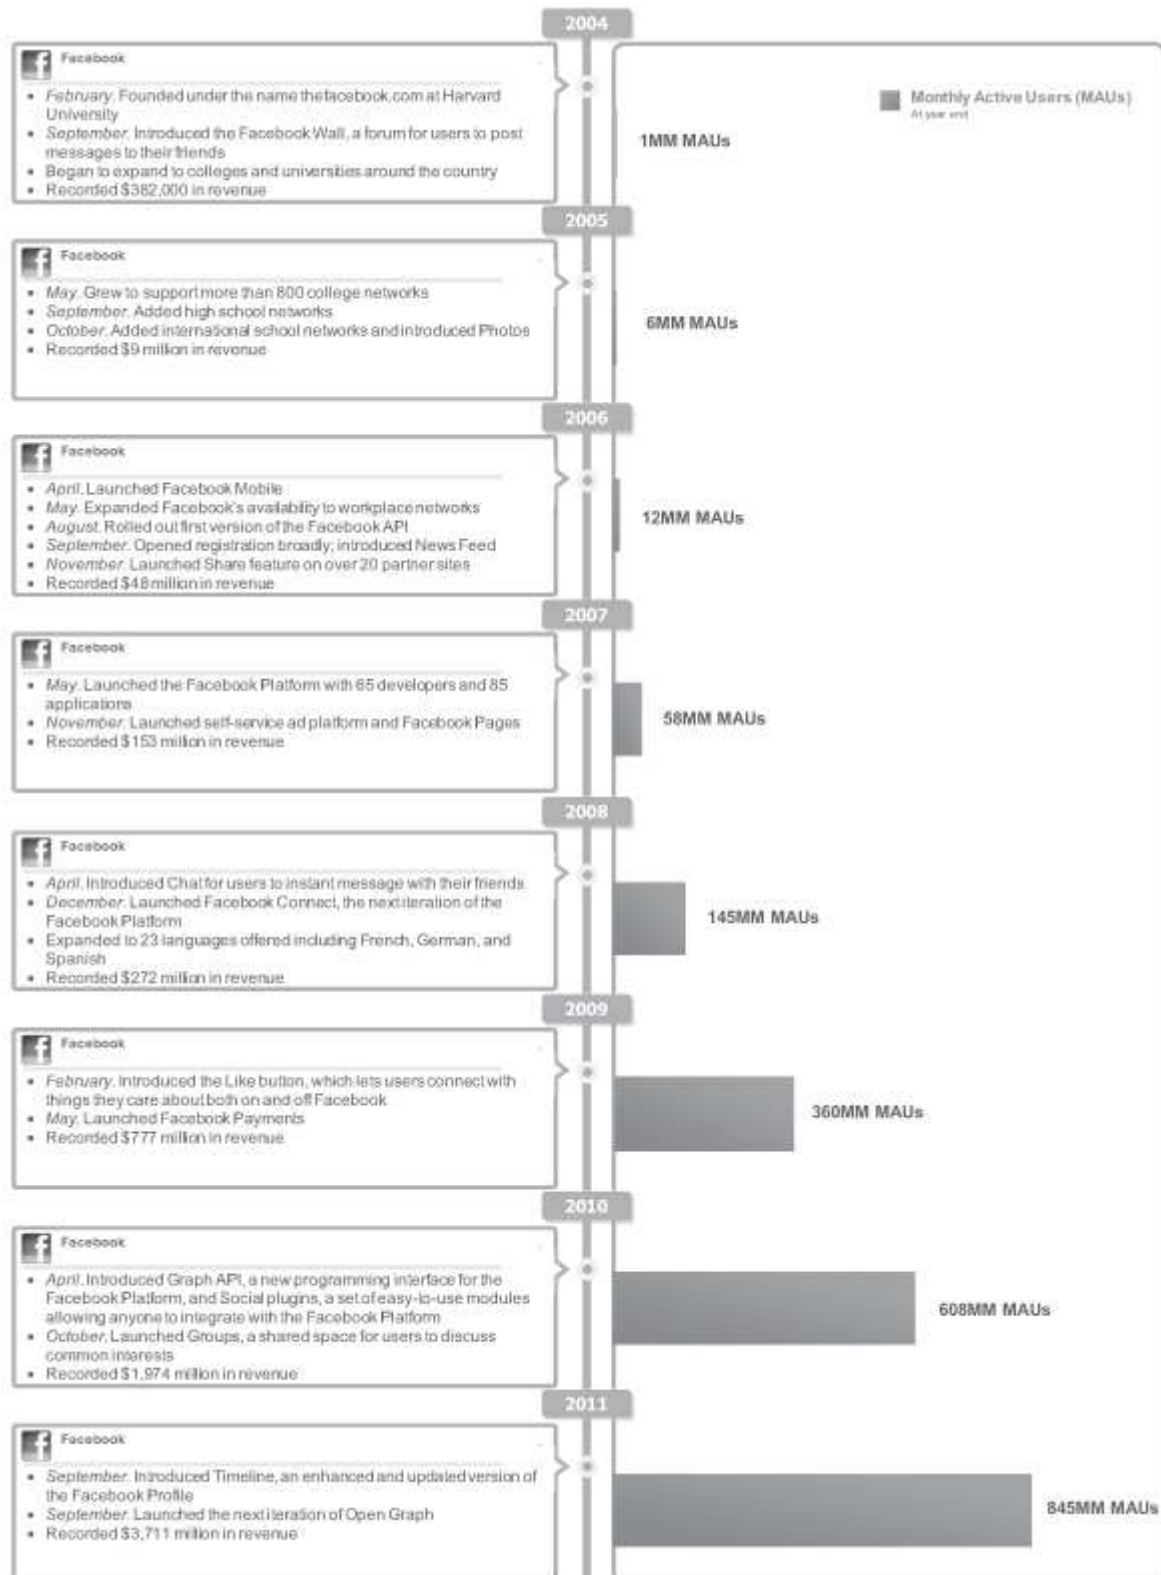 2004
Facebook
• February. Founded under the name thefacebook.com at Harvard
University
• September. Introduced the Facebook Wall, a forum for users to post
messages to their friends
• Began to expand to colleges and universities around the country
• Recorded $382,000 in revenue
Monthly Active Users (MAUs)
At year end
1MM MAUs
2005
Facebook
• May. Grew to support more than 800 college networks
• September. Added high school networks
• October. Added international school networks and introduced Photos
• Recorded $9 million in revenue
6MM MAUs
2006
Facebook
• April. Launched Facebook Mobile
• May. Expanded Facebook's availability to workplace networks
• August. Rolled out first version of the Facebook API
• September. Opened registration broadly; introduced News Feed
• November. Launched Share feature on over 20 partner sites
• Recorded $48 million in revenue
12MM MAUs
2007
Facebook
• May. Launched the Facebook Platform with 65 developers and 85
applications
• November. Launched self-service ad platform and Facebook Pages
• Recorded $153 million in revenue
58MM MAUs
2008
Facebook
• April. Introduced Chat for users to instant message with their friends
• December. Launched Facebook Connect, the next iteration of the
Facebook Platform
• Expanded to 23 languages offered including French, German, and
Spanish
• Recorded $272 million in revenue
145MM MAUs
2009
Facebook
• February. Introduced the Like button, which lets users connect with
things they care about both on and off Facebook
• May. Launched Facebook Payments
• Recorded $777 million in revenue
360MM MAUs
2010
Facebook
• April. Introduced Graph API, a new programming interface for the
Facebook Platform, and Social plugins, a set of easy-to-use modules
allowing anyone to integrate with the Facebook Platform
• October. Launched Groups, a shared space for users to discuss
common interests
• Recorded $1,974 million in revenue
608MM MAUs
2011
Facebook
• September. Introduced Timeline, an enhanced and updated version of
the Facebook Profile
• September. Launched the next iteration of Open Graph
• Recorded $3,711 million in revenue
845MM MAUs